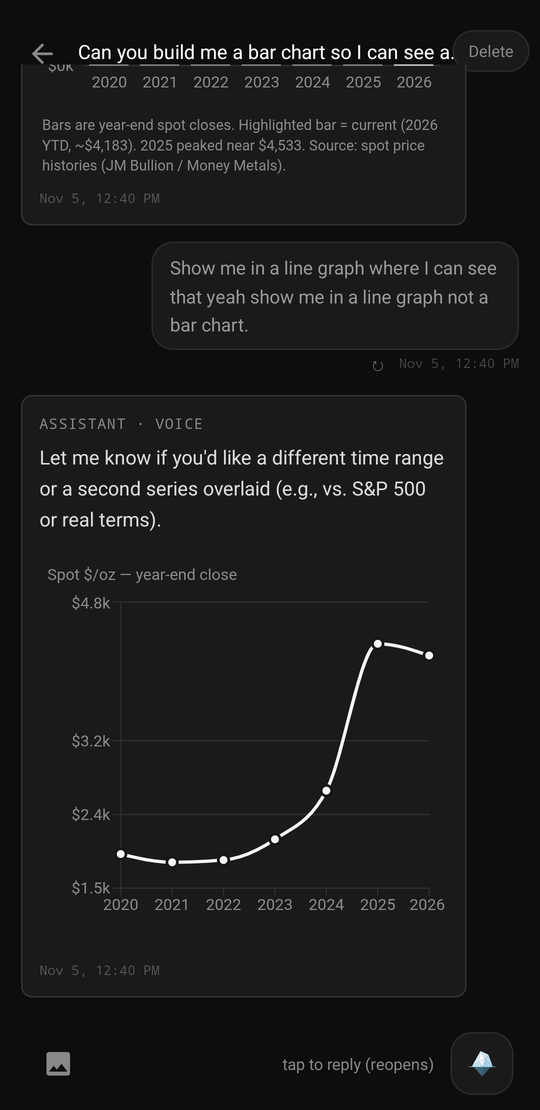 Can you build me a bar chart so I can see a.
Delete
$0k
2020 2021 2022 2023 2024 2025 2026
Bars are year-end spot closes. Highlighted bar = current (2026
YTD, ~$4,183). 2025 peaked near $4,533. Source: spot price
histories (JM Bullion / Money Metals).
Nov 5, 12:40 PM
Show me in a line graph where I can see
that yeah show me in a line graph not a
bar chart.
Nov 5, 12:40 PM
ASSISTANT · VOICE
Let me know if you'd like a different time range
or a second series overlaid (e.g., vs. S&P 500
or real terms).
Spot $/oz — year-end close
$4.8k
$3.2k
$2.4k
$1.5k
2020 2021 2022 2023 2024 2025 2026
Nov 5, 12:40 PM
tap to reply (reopens)